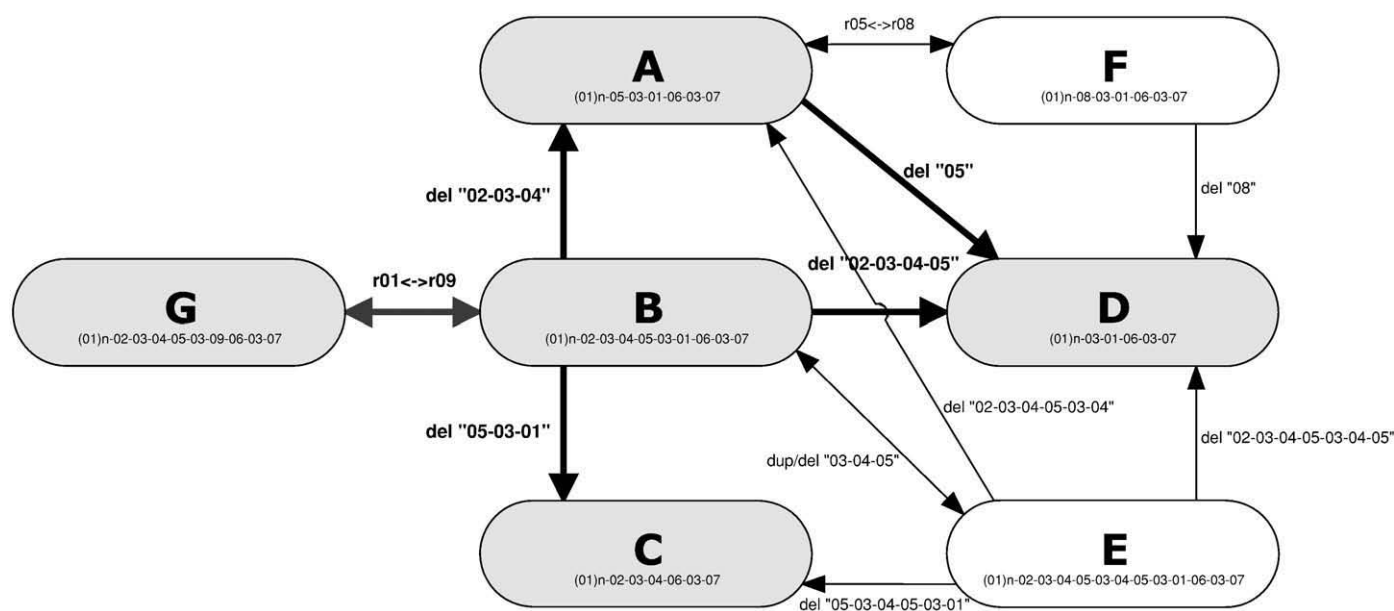 r05<->r08
A
(01)n-05-03-01-06-03-07
F
(01)n-08-03-01-06-03-07
del "02-03-04"
del "05"
del "08"
r01<->r09
del "02-03-04-05"
G
(01)n-02-03-04-05-03-09-06-03-07
B
(01)n-02-03-04-05-03-01-06-03-07
D
(01)n-03-01-06-03-07
del "05-03-01"
del "02-03-04-05-03-04"
del "02-03-04-05-03-04-05"
dup/del "03-04-05"
C
(01)n-02-03-04-06-03-07
E
(01)n-02-03-04-05-03-04-05-03-01-06-03-07
del "05-03-04-05-03-01"